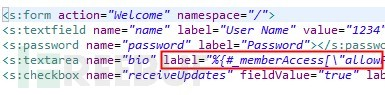 <s:form action="Welcome" namespace="/">
<s:textfield name="name" label="User Name" value="1234"
<s:password name="password" label="Password"></s:passwo
<s:textarea name="bio" label="%{#_memberAccess[\"allow
<s:checkbox name="receiveUpdates" fieldValue="true" lab